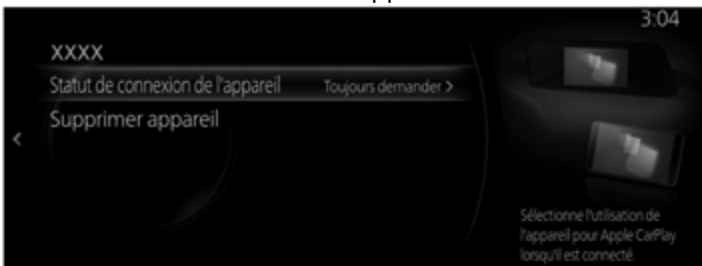 3:04
XXXX
Statut de connexion de l'appareil Toujours demander >
Supprimer appareil
<
Sélectionne l'utilisation de
l'appareil pour Apple CarPlay
lorsqu'il est connecté.